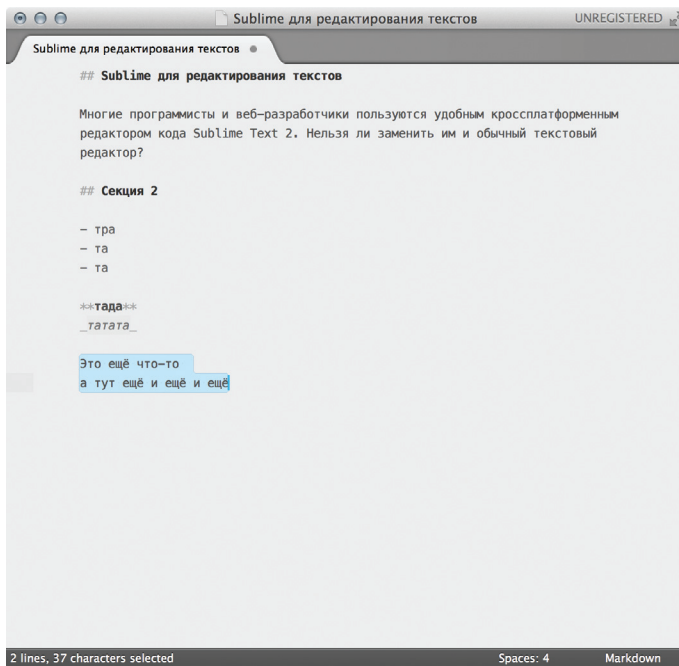 Sublime для редактирования текстов
UNREGISTERED
Sublime для редактирования текстов
## Sublime для редактирования текстов
Многие программисты и веб-разработчики пользуются удобным кроссплатформенным
редактором кода Sublime Text 2. Нельзя ли заменить им и обычный текстовый
редактор?
## Секция 2
- тра
- та
- та
**тада**
_татата_
Это ещё что-то
а тут ещё и ещё и ещё
2 lines, 37 characters selected
Spaces: 4
Markdown